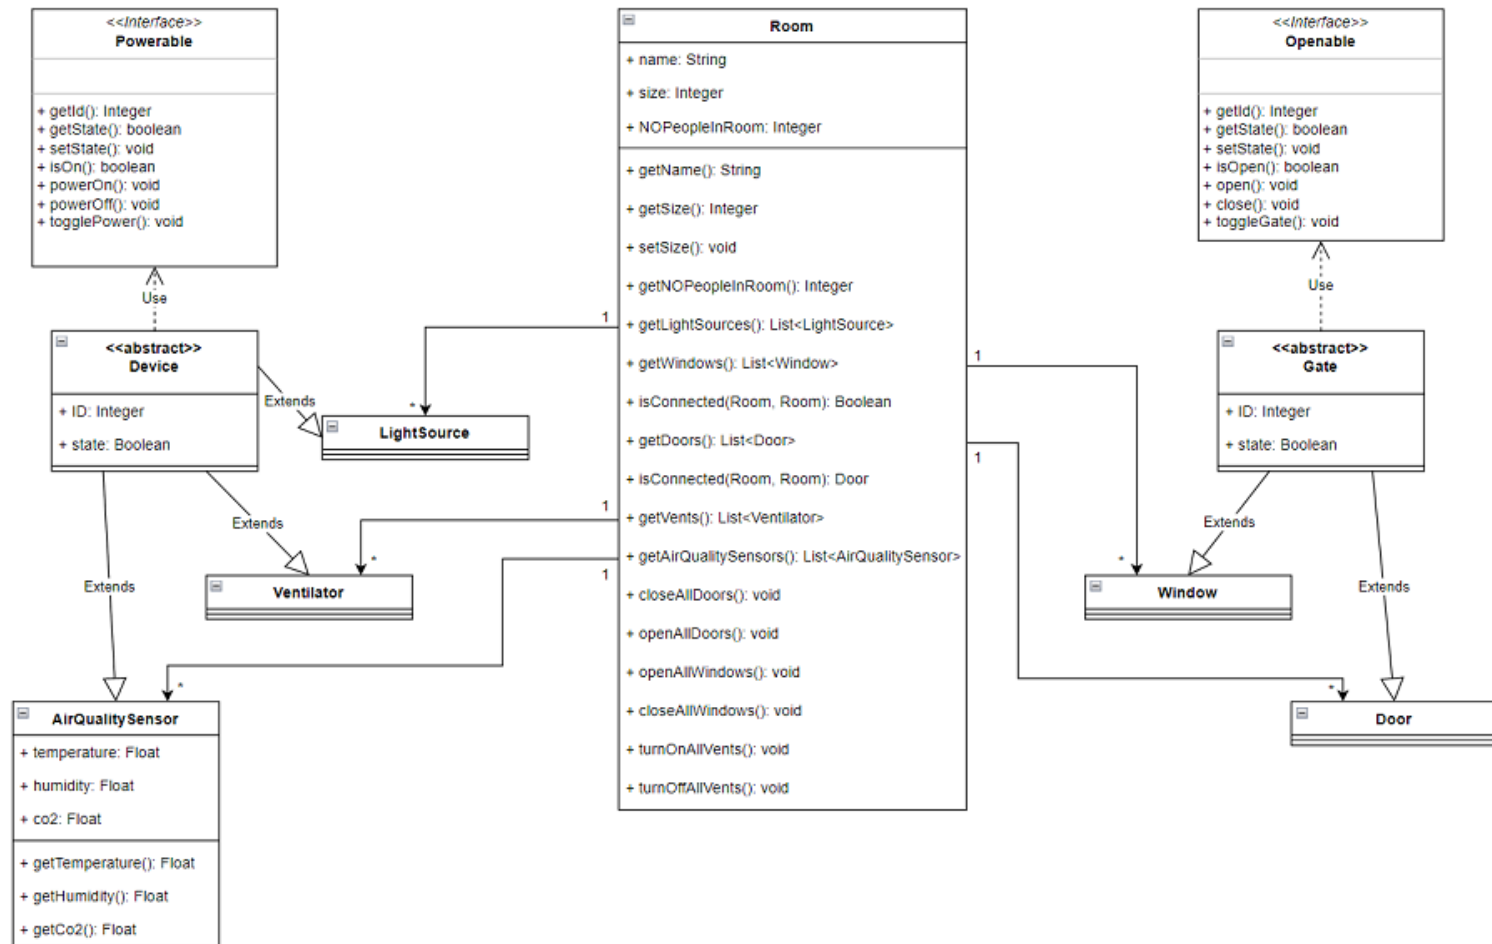 <<Interface>>
Powerable
+ getId(): Integer
+ getState(): boolean
+ setState(): void
+ isOn(): boolean
+ powerOn(): void
+ powerOff(): void
+ togglePower(): void
Use
<<abstract>>
Device
+ ID: Integer
+ state: Boolean
Extends
LightSource
Extends
Ventilator
Extends
AirQualitySensor
+ temperature: Float
+ humidity: Float
+ co2: Float
+ getTemperature(): Float
+ getHumidity(): Float
+ getCo2(): Float
1
*
1
*
1
*
Room
+ name: String
+ size: Integer
+ NOPeopleInRoom: Integer
+ getName(): String
+ getSize(): Integer
+ setSize(): void
+ getNOPeopleInRoom(): Integer
+ getLightSources(): List<LightSource>
+ getWindows(): List<Window>
+ isConnected(Room, Room): Boolean
+ getDoors(): List<Door>
+ isConnected(Room, Room): Door
+ getVents(): List<Ventilator>
+ getAirQualitySensors(): List<AirQualitySensor>
+ closeAllDoors(): void
+ openAllDoors(): void
+ openAllWindows(): void
+ closeAllWindows(): void
+ turnOnAllVents(): void
+ turnOffAllVents(): void
1
*
1
*
<<Interface>>
Openable
+ getId(): Integer
+ getState(): boolean
+ setState(): void
+ isOpen(): boolean
+ open(): void
+ close(): void
+ toggleGate(): void
Use
<<abstract>>
Gate
+ ID: Integer
+ state: Boolean
Extends
Window
Extends
Door